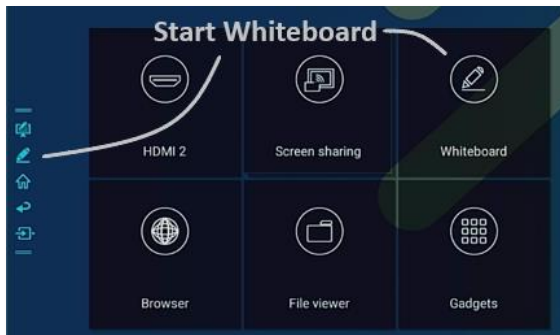 Start Whiteboard
HDMI 2
Screen sharing
Whiteboard
Browser
File viewer
Gadgets